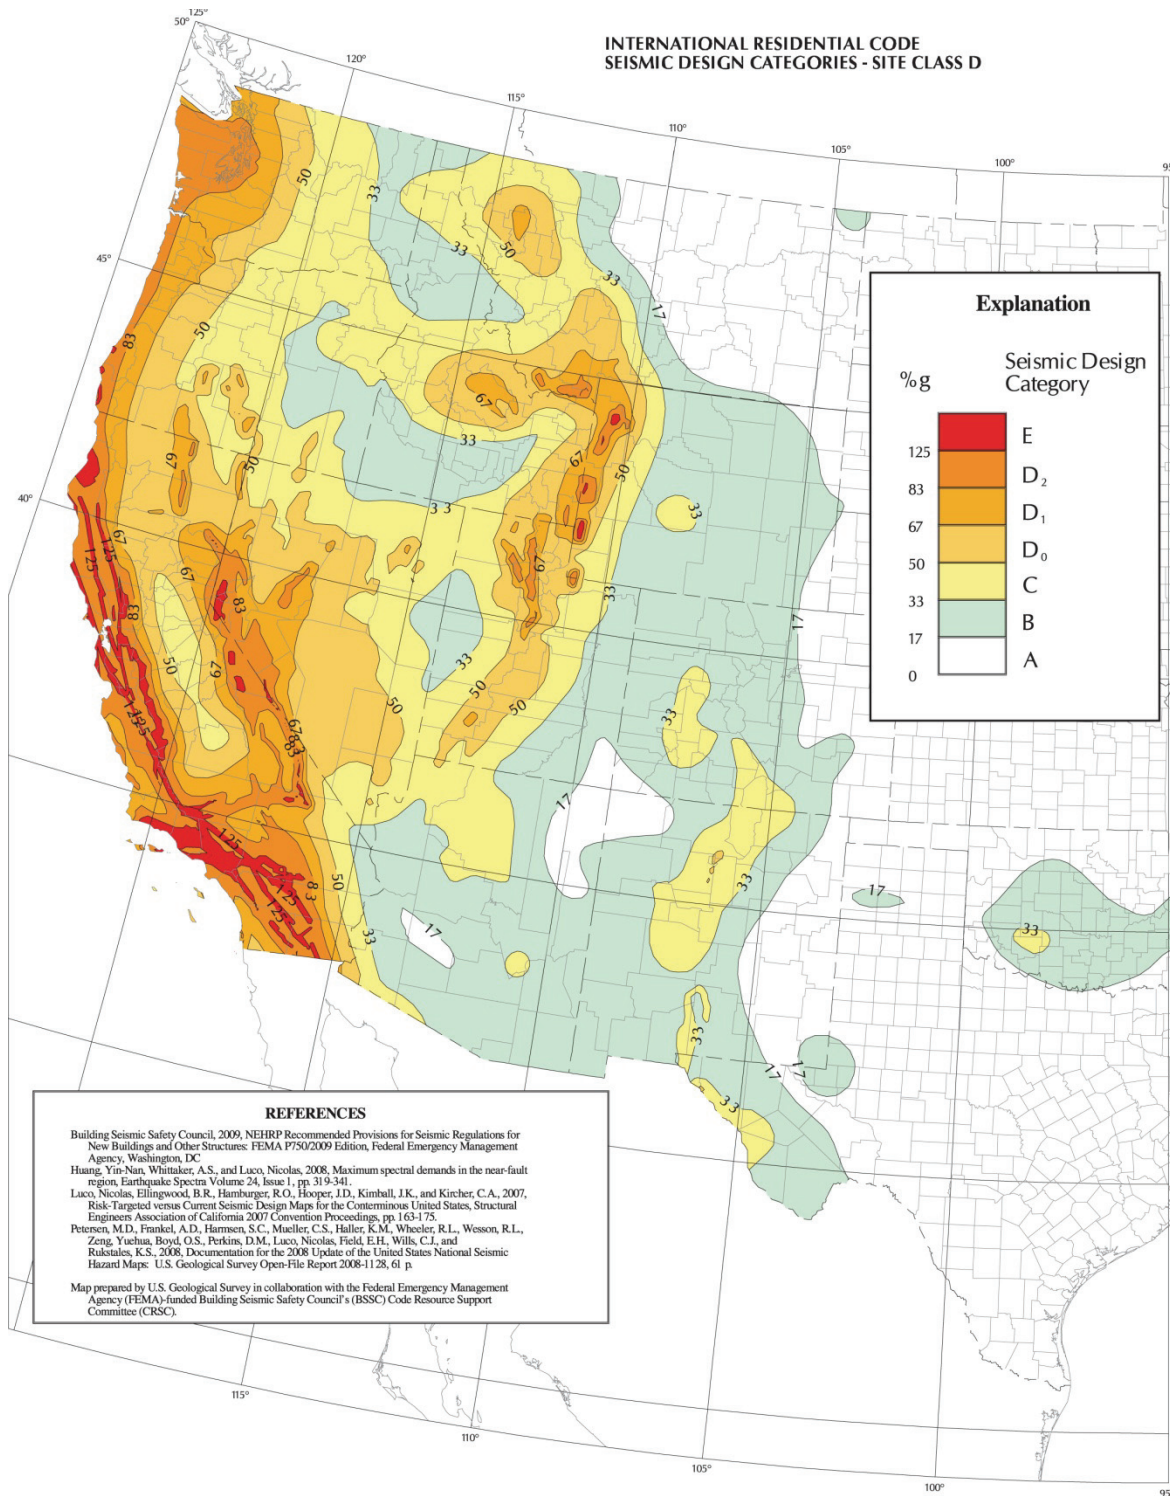 125°
50°
INTERNATIONAL RESIDENTIAL CODE
SEISMIC DESIGN CATEGORIES - SITE CLASS D
120°
115°
110°
105°
100°
95
50
33
33
50
45°
33
17
50
83
Explanation
%g
Seismic Design
Category
E
125
D2
83
D1
67
D0
50
C
33
B
17
A
0
67
33
67
50
67
50
40°
33
33
67
125
125
67
67
83
83
33
17
50
67
33
50
50
50
33
125
125
67
83
83
17
125
33
83
50
125
125
17
33
17
33
33
17
17
33
REFERENCES
Building Seismic Safety Council, 2009, NEHRP Recommended Provisions for Seismic Regulations for
New Buildings and Other Structures: FEMA P750/2009 Edition, Federal Emergency Management
Agency, Washington, DC
Huang, Yin-Nan, Whittaker, A.S., and Luco, Nicolas, 2008, Maximum spectral demands in the near-fault
region, Earthquake Spectra Volume 24, Issue 1, pp. 319-341.
Luco, Nicolas, Ellingwood, B.R., Hamburger, R.O., Hooper, J.D., Kimball, J.K., and Kircher, C.A., 2007,
Risk-Targeted versus Current Seismic Design Maps for the Conterminous United States, Structural
Engineers Association of California 2007 Convention Proceedings, pp. 163-175.
Petersen, M.D., Frankel, A.D., Harmsen, S.C., Mueller, C.S., Haller, K.M., Wheeler, R.L., Wesson, R.L.,
Zeng, Yuehua, Boyd, O.S., Perkins, D.M., Luco, Nicolas, Field, E.H., Wills, C.J., and
Rukstales, K.S., 2008, Documentation for the 2008 Update of the United States National Seismic
Hazard Maps: U.S. Geological Survey Open-File Report 2008-1128, 61 p.
Map prepared by U.S. Geological Survey in collaboration with the Federal Emergency Management
Agency (FEMA)-funded Building Seismic Safety Council's (BSSC) Code Resource Support
Committee (CRSC).
115°
110°
105°
100°
95